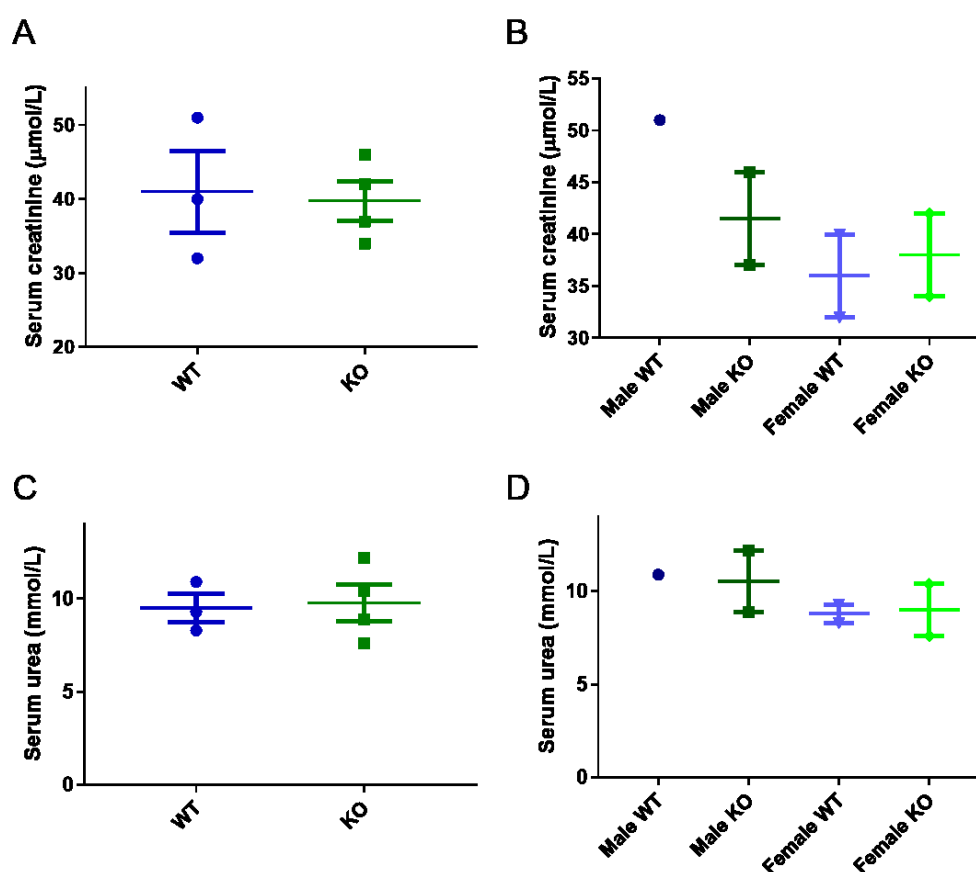 A
Serum creatinine (μmol/L)
50
40
30
20
WT
KO
B
Serum creatinine (μmol/L)
55
50
45
40
35
30
Male WT
Male KO
Female WT
Female KO
C
Serum urea (mmol/L)
10
5
0
WT
KO
D
Serum urea (mmol/L)
10
5
0
Male WT
Male KO
Female WT
Female KO